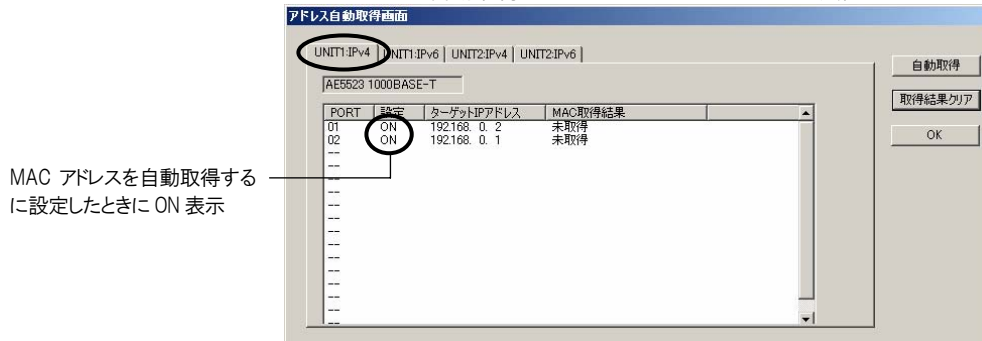 アドレス自動取得画面
UNIT1:IPv4 UNIT1:IPv6 UNIT2:IPv4 UNIT2:IPv6
自動取得
AE5523 1000BASE-T
取得結果クリア
PORT 設定 ターゲットIPアドレス MAC取得結果
01 ON 192.168. 0. 2 未取得
02 ON 192.168. 0. 1 未取得
OK
--
--
--
--
--
--
--
--
--
--
--
--
--
MAC アドレスを自動取得する
に設定したときに ON 表示